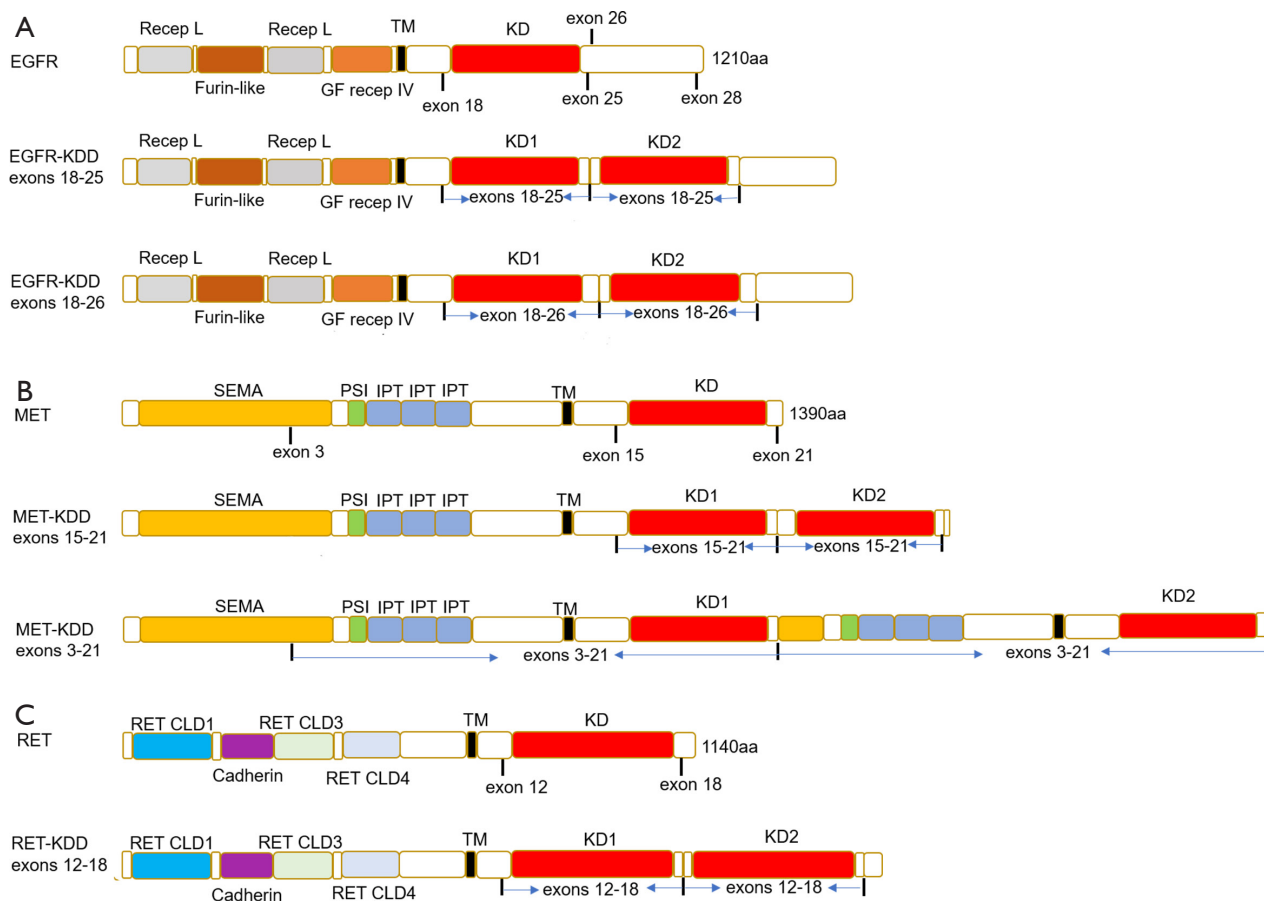 A
Recep L
Recep L
TM
KD
exon 26
EGFR
1210aa
Furin-like
GF recep IV
exon 18
exon 25
exon 28
Recep L
Recep L
KD1
KD2
EGFR-KDD
exons 18-25
Furin-like
GF recep IV
exons 18-25
exons 18-25
Recep L
Recep L
KD1
KD2
EGFR-KDD
exons 18-26
Furin-like
GF recep IV
exon 18-26
exons 18-26
B
SEMA
PSI
IPT
IPT
IPT
TM
KD
MET
1390aa
exon 3
exon 15
exon 21
SEMA
PSI
IPT
IPT
IPT
TM
KD1
KD2
MET-KDD
exons 15-21
exons 15-21
exons 15-21
SEMA
PSI
IPT
IPT
IPT
TM
KD1
KD2
MET-KDD
exons 3-21
exons 3-21
exons 3-21
C
RET CLD1
RET CLD3
TM
KD
RET
1140aa
Cadherin
RET CLD4
exon 12
exon 18
RET CLD1
RET CLD3
TM
KD1
KD2
RET-KDD
exons 12-18
Cadherin
RET CLD4
exons 12-18
exons 12-18